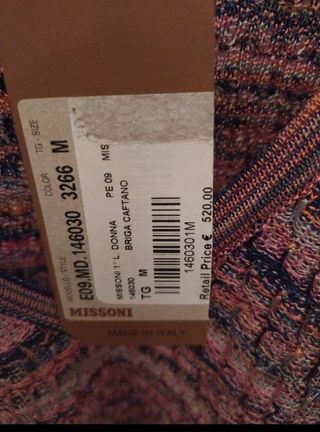 MODELLO / STYLE COLOR TG - SIZE
E09.MD.146030 3266 M
MISSONI 1° L. DONNA PE 09 MIS
BRIGA CAFTANO
146030
TG M
1460301M
Retail Price € 520.00
MISSONI
MADE IN ITALY